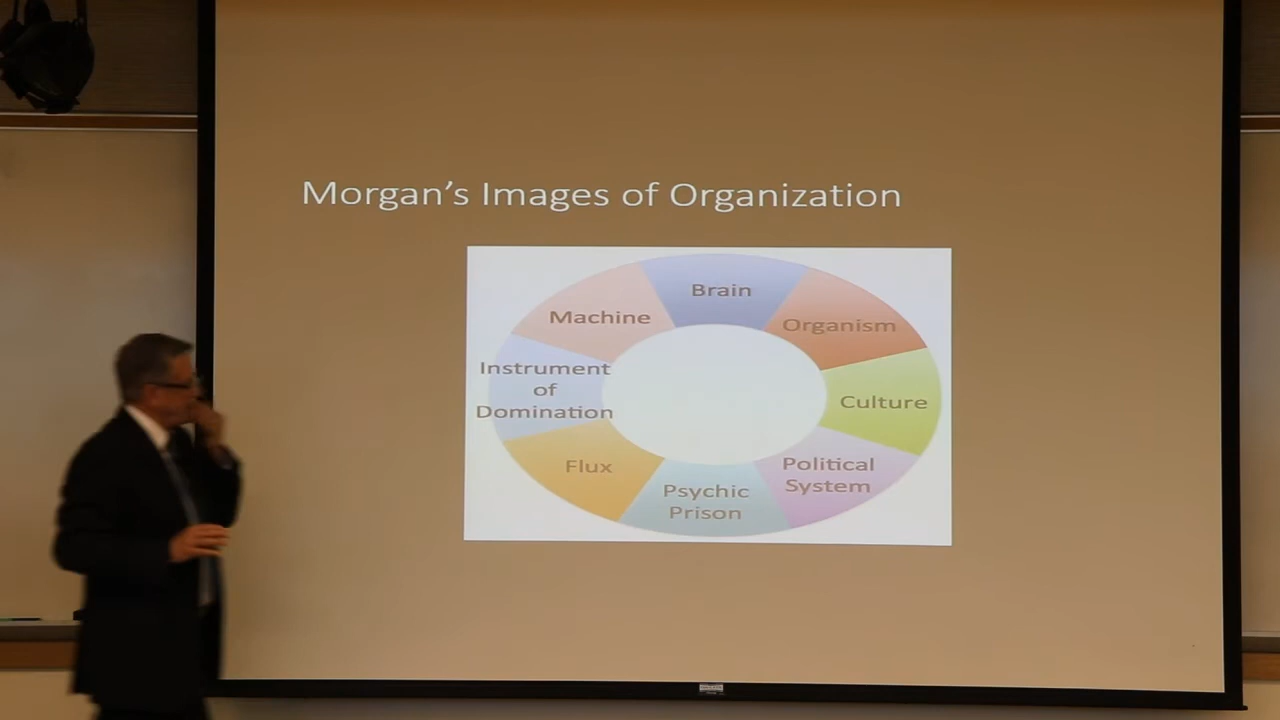 Morgan's Images of Organization
Brain
Machine
Organism
Instrument
of
Domination
Culture
Flux
Political
System
Psychic
Prison